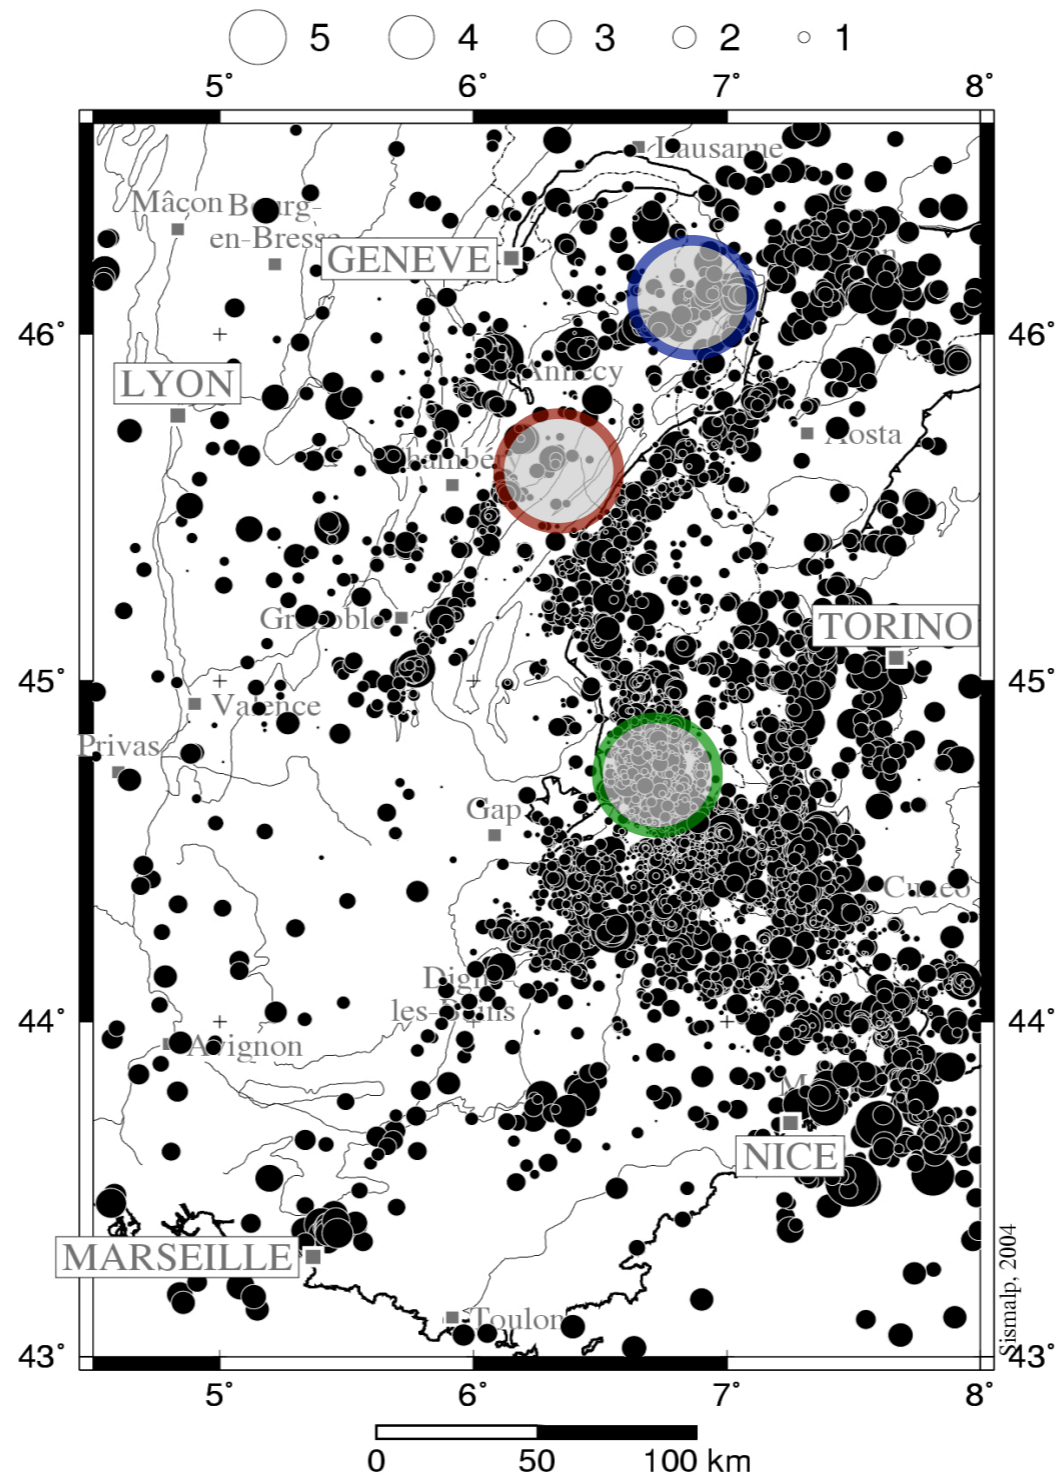 5 4 3 2 1
5° 6° 7° 8°
Lausanne
Mâcon
Bourg-
en-Bresse
GENEVE
46° 46°
Annecy
LYON
Aosta
Chambéry
Grenoble
TORINO
45° 45°
Valence
Privas
Gap
Cuneo
Digne-
les-Bains
44° 44°
Avignon
NICE
MARSEILLE
Toulon
Sismalp, 2004
43° 43°
5° 6° 7° 8°
0 50 100 km